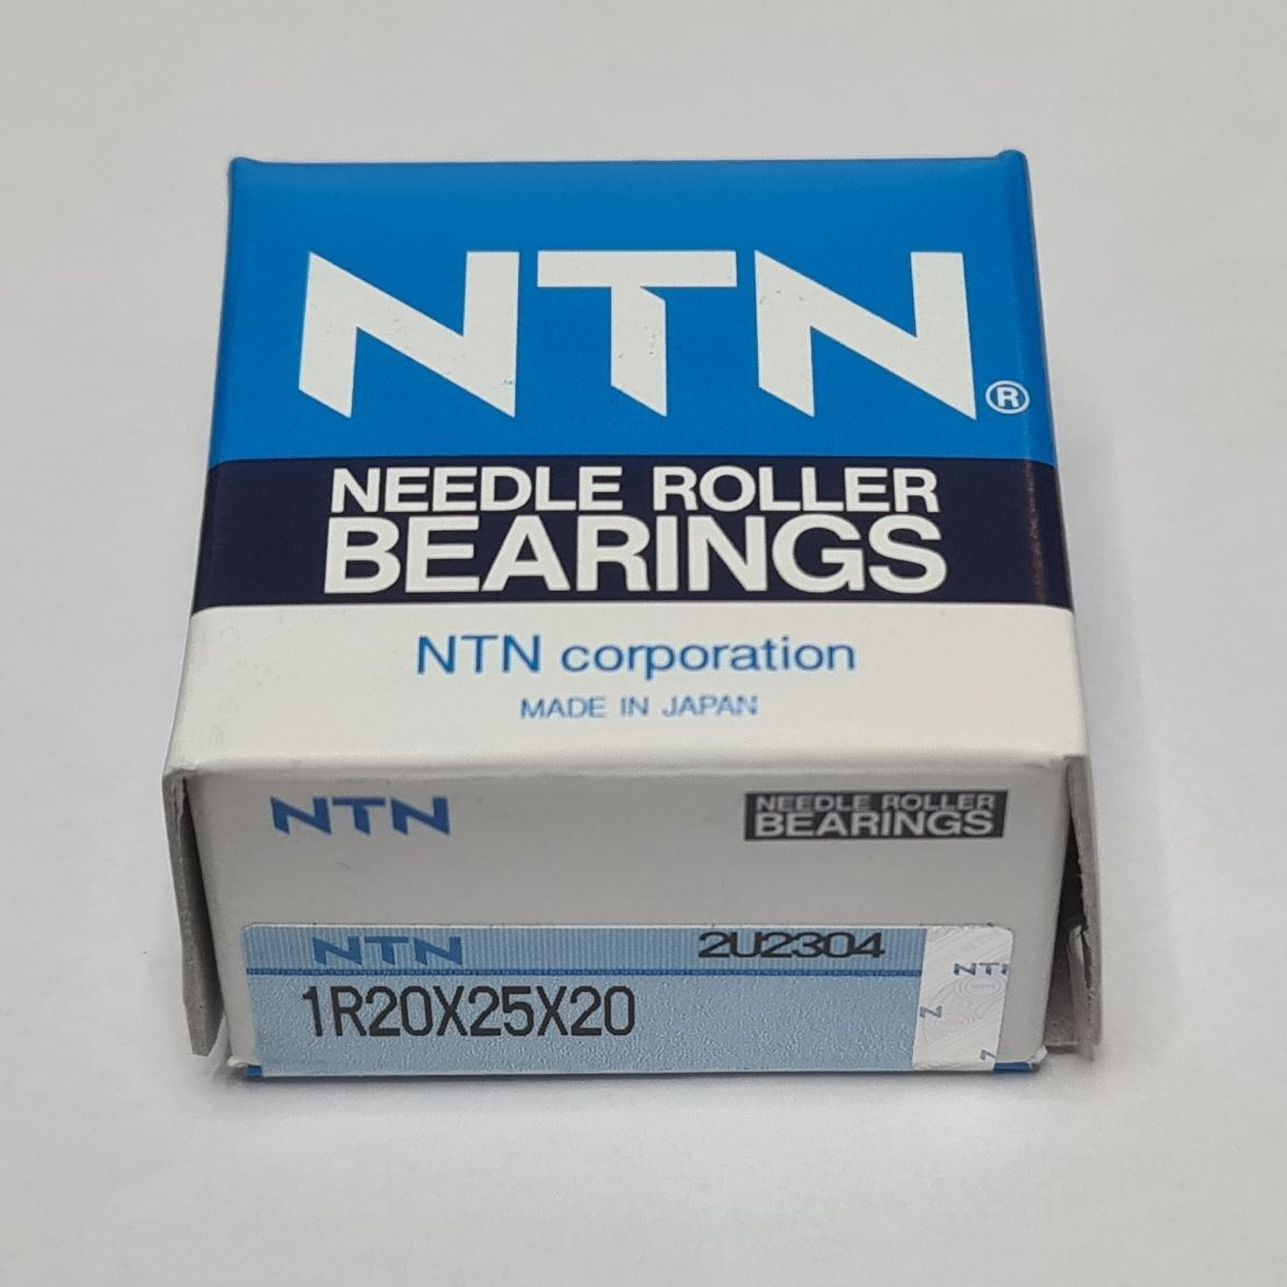 NTN®
NEEDLE ROLLER
BEARINGS
NTN corporation
MADE IN JAPAN
NTN
NEEDLE ROLLER
BEARINGS
NTN 2U2304
1R20X25X20